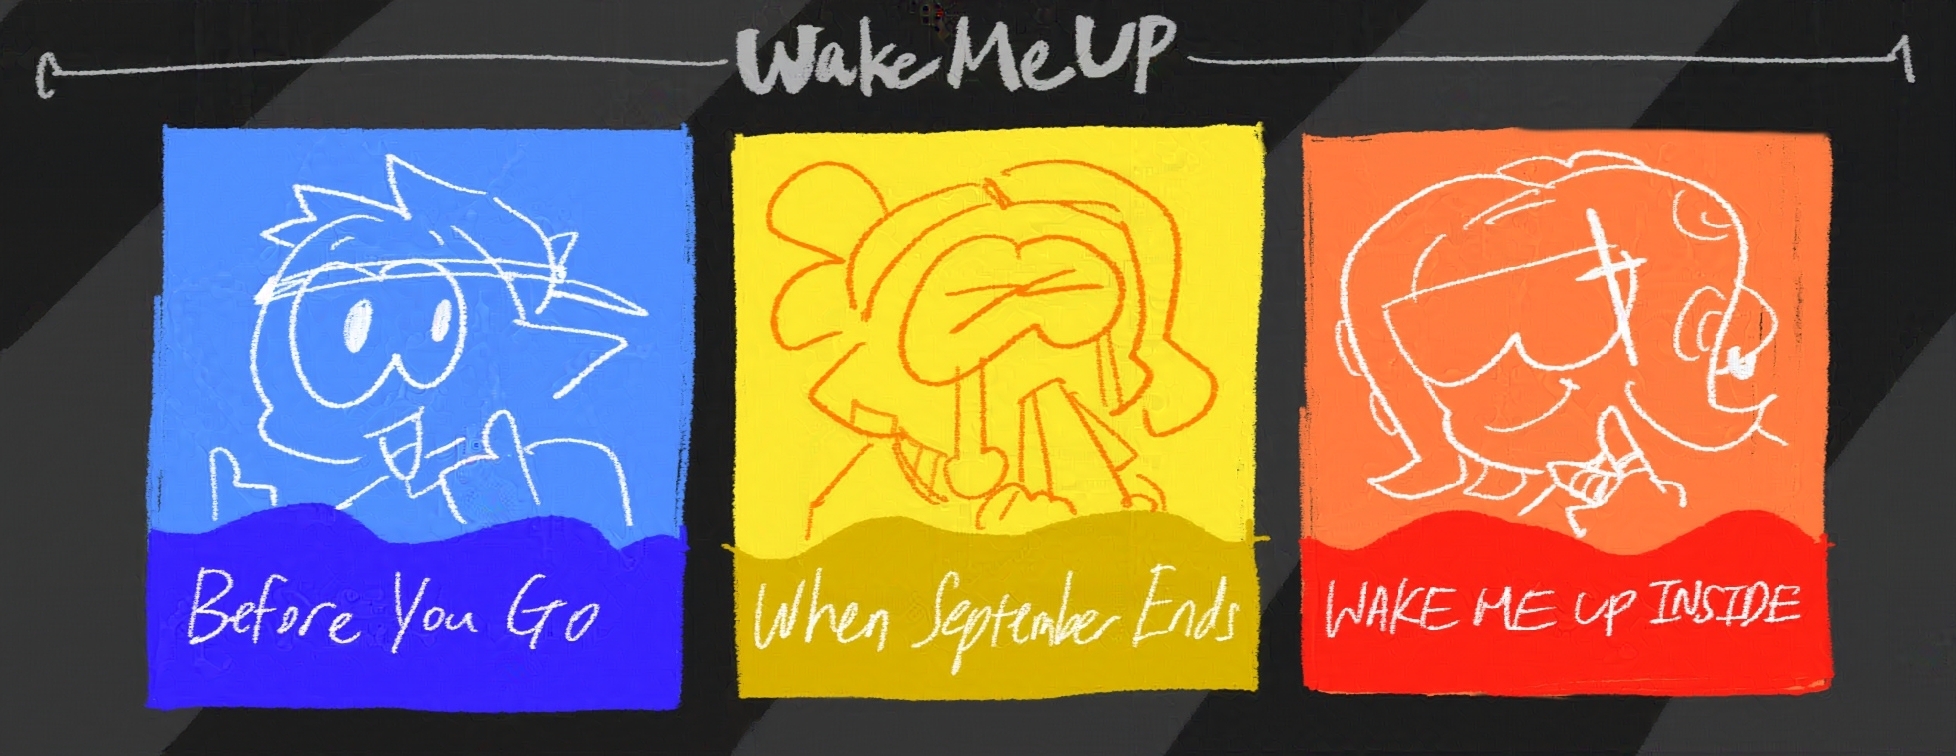 Wake Me UP
Before You Go
When September Ends
WAKE ME UP INSIDE